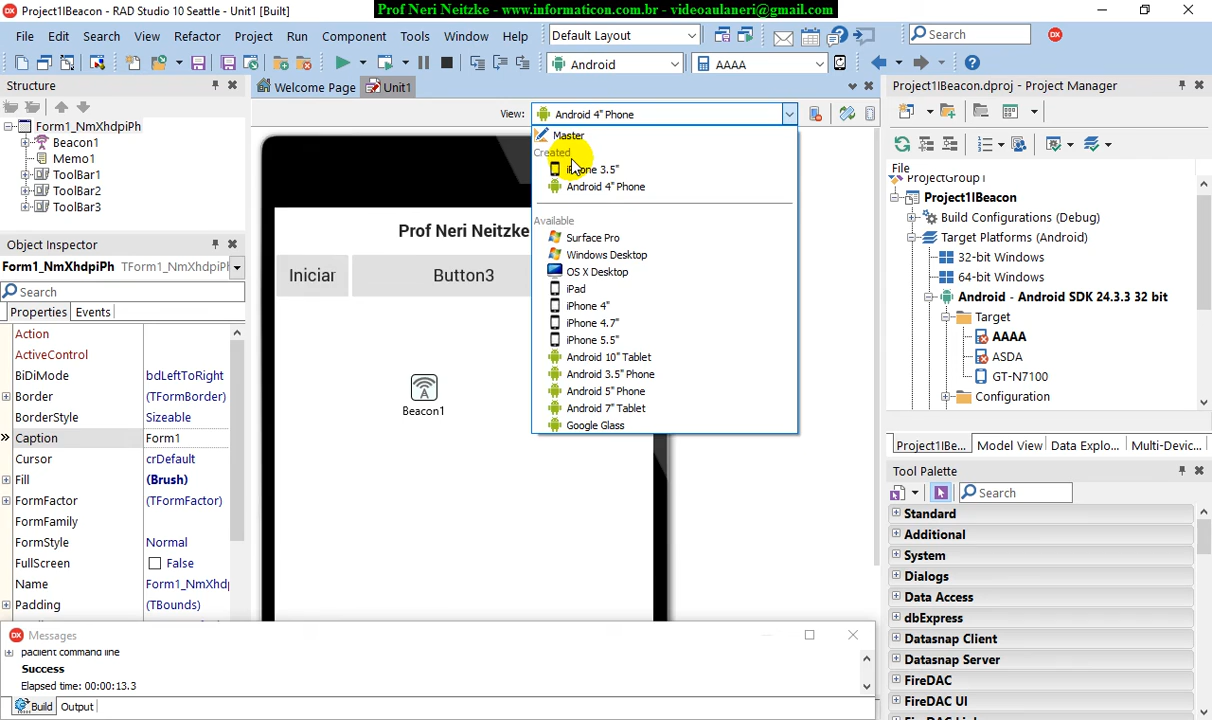 Project1IBeacon - RAD Studio 10 Seattle - Unit1 [Built]
Prof Neri Neitzke - www.informaticon.com.br - videoaulaneri@gmail.com
File Edit Search View Refactor Project Run Component Tools Window Help
Default Layout
Search
Android
AAAA
Structure
Form1_NmXhdpiPh
Beacon1
Memo1
ToolBar1
ToolBar2
ToolBar3
Object Inspector
Form1_NmXhdpiPh TForm1_NmXhdpiPl
Search
Properties Events
Action
ActiveControl
BiDiMode bdLeftToRight
Border (TFormBorder)
BorderStyle Sizeable
Caption Form1
Cursor crDefault
Fill (Brush)
FormFactor (TFormFactor)
FormFamily
FormStyle Normal
FullScreen False
Name Form1_NmXhdp
Padding (TBounds)
Welcome Page Unit1
View: Android 4" Phone
Master
Created
iPhone 3.5"
Android 4" Phone
Available
Surface Pro
Windows Desktop
OS X Desktop
iPad
iPhone 4"
iPhone 4.7"
iPhone 5.5"
Android 10" Tablet
Android 3.5" Phone
Android 5" Phone
Android 7" Tablet
Google Glass
Prof Neri Neitzke
Iniciar Button3
Beacon1
Messages
paclient command line
Success
Elapsed time: 00:00:13.3
Build Output
Project1IBeacon.dproj - Project Manager
File
ProjectGroup1
Project1IBeacon
Build Configurations (Debug)
Target Platforms (Android)
32-bit Windows
64-bit Windows
Android - Android SDK 24.3.3 32 bit
Target
AAAA
ASDA
GT-N7100
Configuration
Project1IBe... Model View Data Explo... Multi-Devic...
Tool Palette
Search
Standard
Additional
System
Dialogs
Data Access
dbExpress
Datasnap Client
Datasnap Server
FireDAC
FireDAC UI